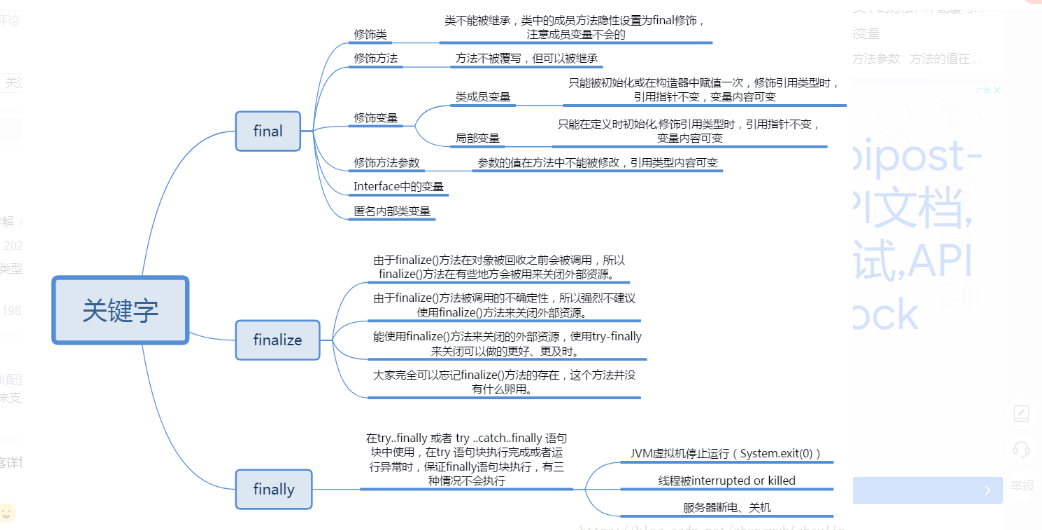 类不能被继承，类中的成员方法隐性设置为final修饰，
注意成员变量不会的
修饰类
修饰方法
方法不被覆写，但可以被继承
只能被初始化或在构造器中赋值一次，修饰引用类型时，
引用指针不变，变量内容可变
类成员变量
修饰变量
final
只能在定义时初始化,修饰引用类型时，引用指针不变，
变量内容可变
局部变量
修饰方法参数
参数的值在方法中不能被修改，引用类型内容可变
Interface中的变量
匿名内部类变量
关键字
由于finalize()方法在对象被回收之前会被调用，所以
finalize()方法在有些地方会被用来关闭外部资源。
由于finalize()方法被调用的不确定性，所以强烈不建议
使用finalize()方法来关闭外部资源。
finalize
能使用finalize()方法来关闭的外部资源，使用try-finally
来关闭可以做的更好、更及时。
大家完全可以忘记finalize()方法的存在，这个方法并没
有什么卵用。
在try..finally 或者 try ..catch..finally 语句
块中使用，在try 语句块执行完成或者运
行异常时，保证finally语句块执行，有三
种情况不会执行
finally
JVM虚拟机停止运行（System.exit(0)）
线程被interrupted or killed
服务器断电、关机
变量
方法参数 方法的值在...
广告
pipost-
PI文档,
试,API
ock
举报
关注
202
类型
198
(配置
来支
客详情